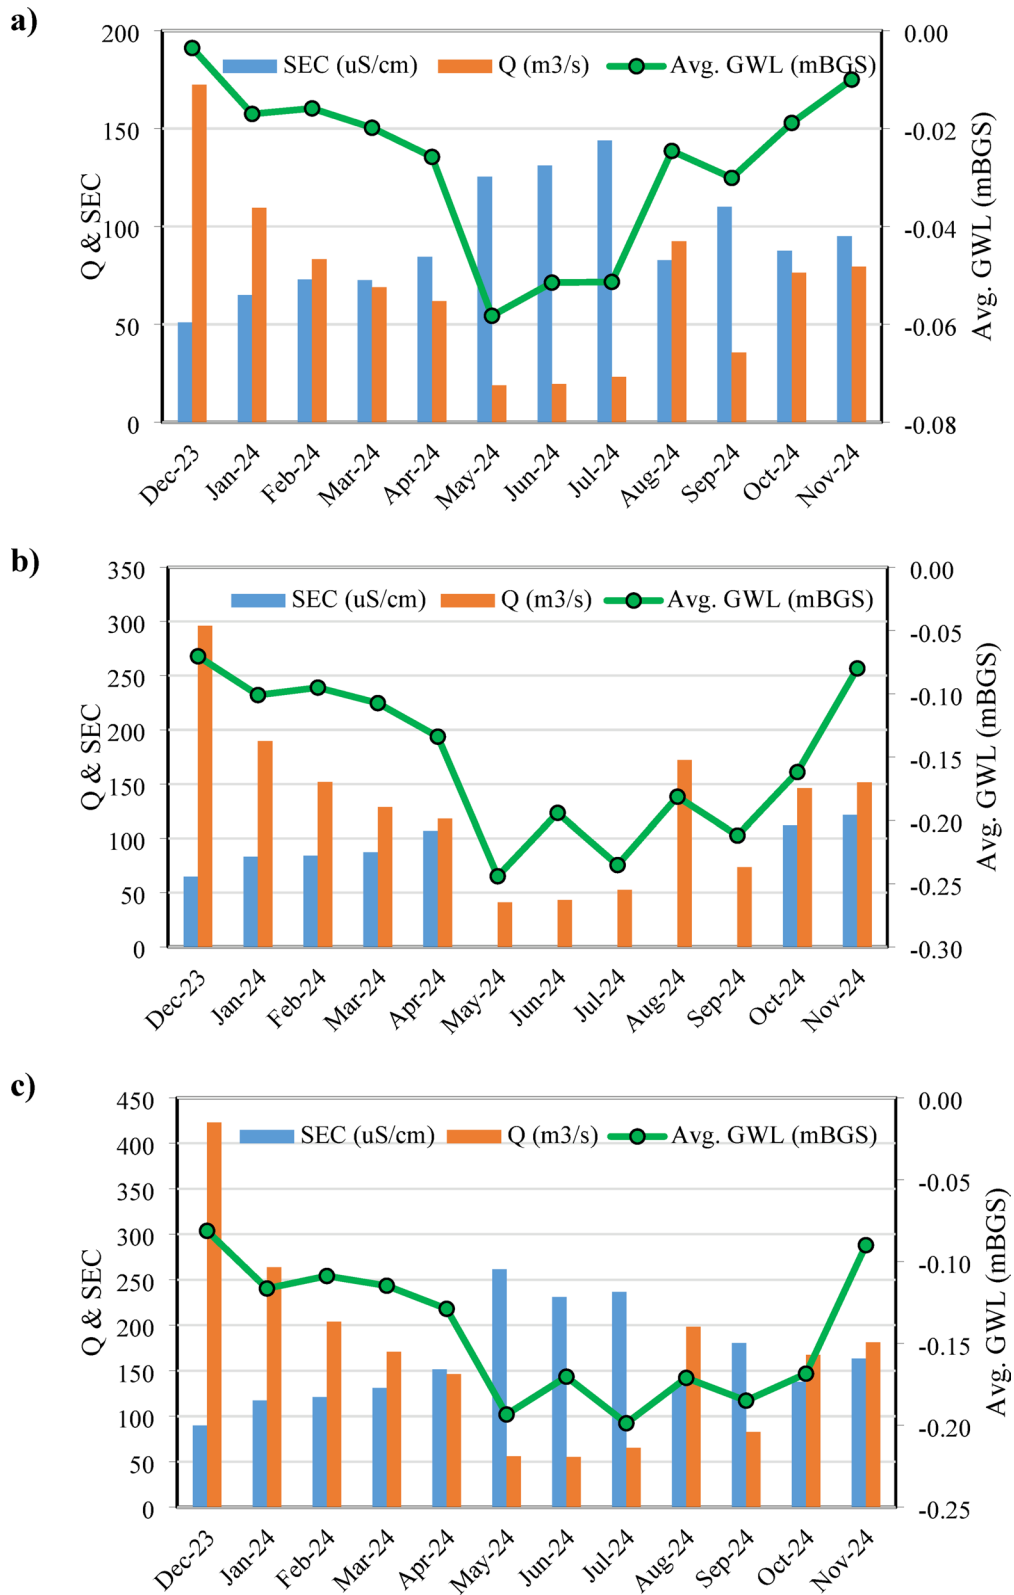 a)
200
150
100
50
0
Q & SEC
SEC (uS/cm) Q (m3/s) Avg. GWL (mBGS)
0.00
-0.02
-0.04
-0.06
-0.08
Avg. GWL (mBGS)
Dec-23 Jan-24 Feb-24 Mar-24 Apr-24 May-24 Jun-24 Jul-24 Aug-24 Sep-24 Oct-24 Nov-24
b)
350
300
250
200
150
100
50
0
Q & SEC
SEC (uS/cm) Q (m3/s) Avg. GWL (mBGS)
0.00
-0.05
-0.10
-0.15
-0.20
-0.25
-0.30
Avg. GWL (mBGS)
Dec-23 Jan-24 Feb-24 Mar-24 Apr-24 May-24 Jun-24 Jul-24 Aug-24 Sep-24 Oct-24 Nov-24
c)
450
400
350
300
250
200
150
100
50
0
Q & SEC
SEC (uS/cm) Q (m3/s) Avg. GWL (mBGS)
0.00
-0.05
-0.10
-0.15
-0.20
-0.25
Avg. GWL (mBGS)
Dec-23 Jan-24 Feb-24 Mar-24 Apr-24 May-24 Jun-24 Jul-24 Aug-24 Sep-24 Oct-24 Nov-24